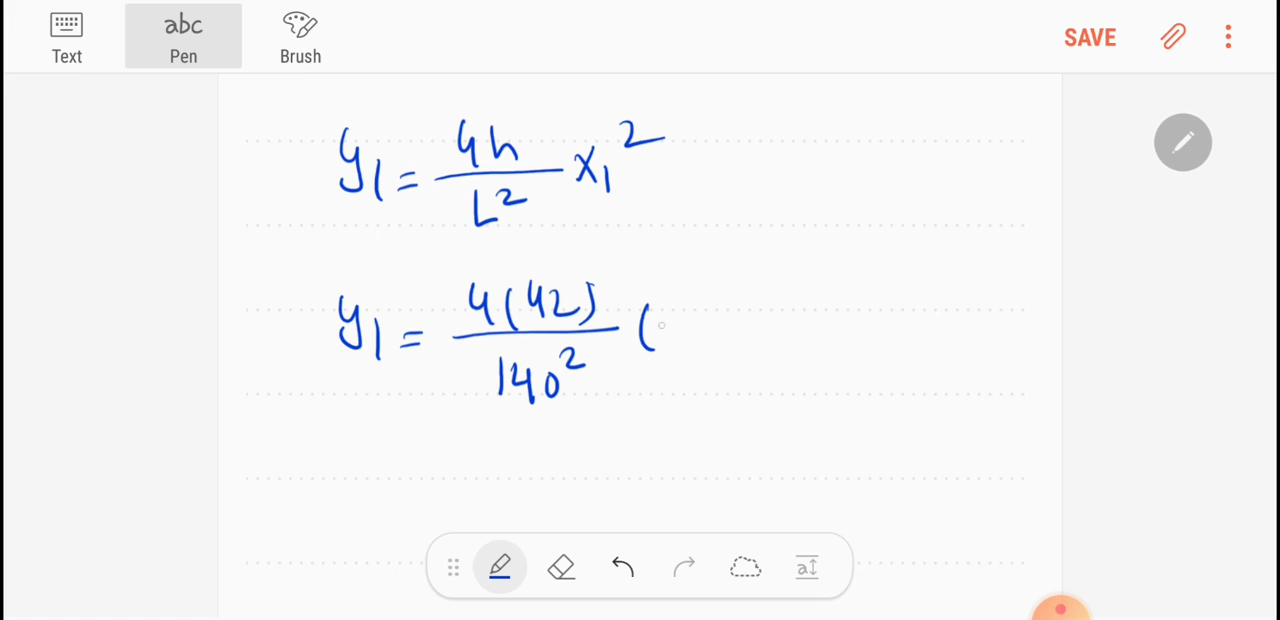 Text abc Pen Brush SAVE
y₁ = 4h/L² x₁²
y₁ = 4(42)/140² (
a